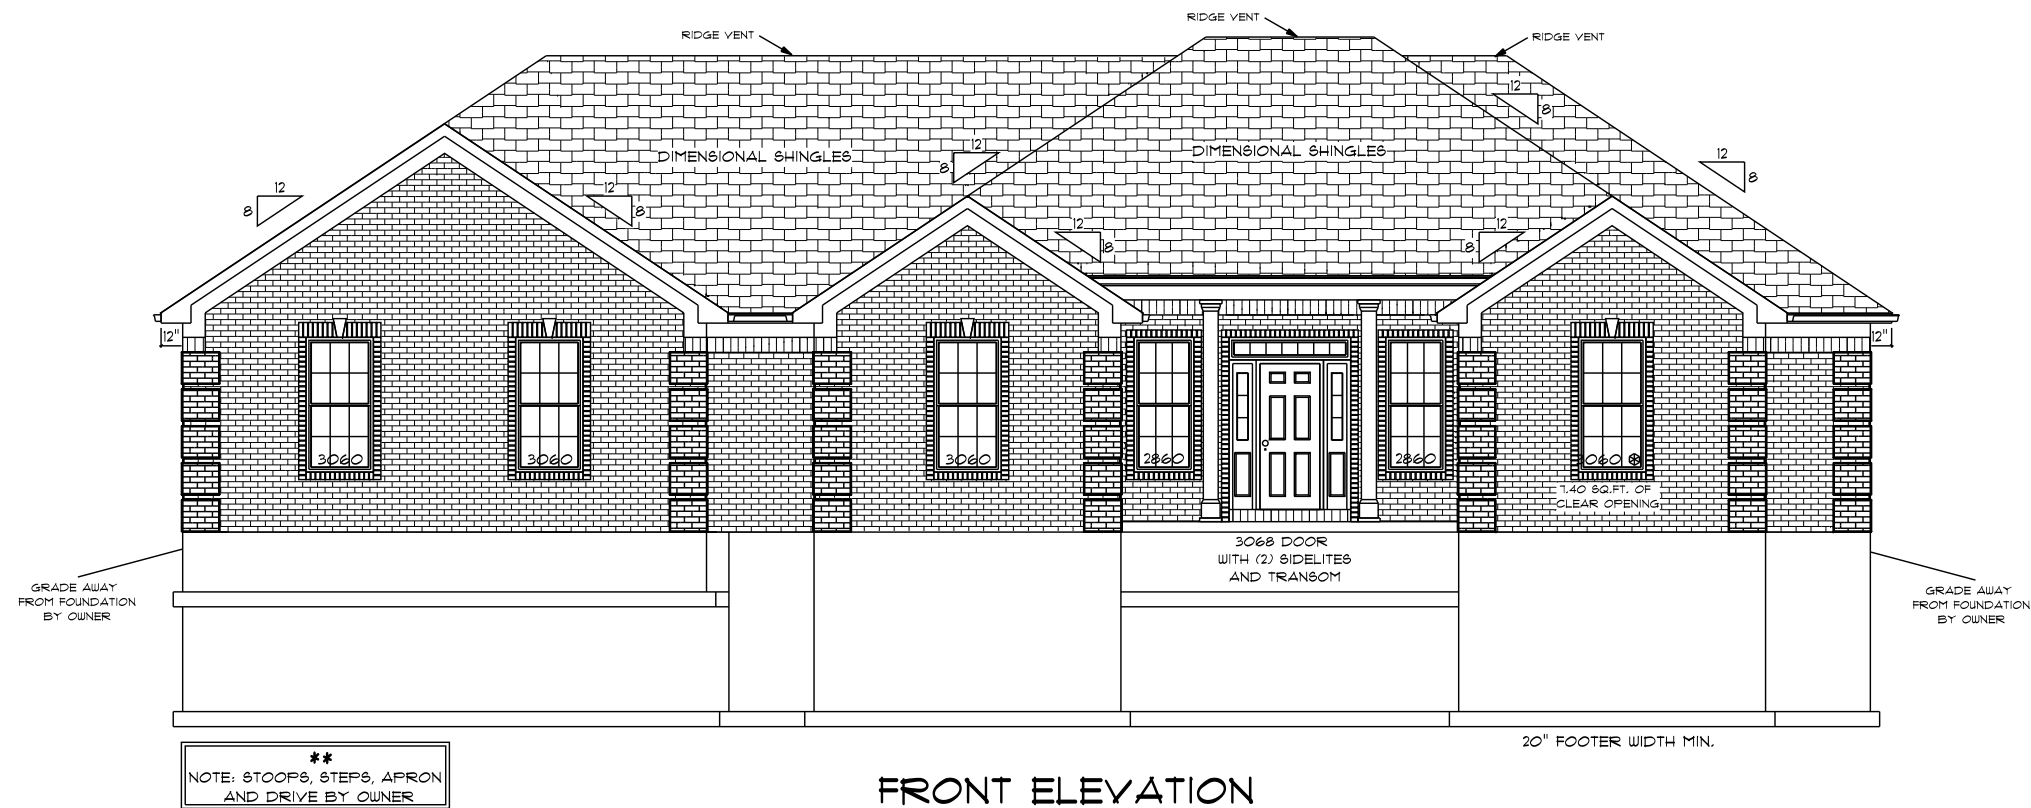 RIDGE VENT
RIDGE VENT
RIDGE VENT
12
8
DIMENSIONAL SHINGLES
DIMENSIONAL SHINGLES
12
8
12
8
12
8
12
8
12
8
12
8
12
8
12"
12"
3060
3060
3060
2860
2860
3060
7.40 SQ.FT. OF
CLEAR OPENING
3068 DOOR
WITH (2) SIDELITES
AND TRANSOM
GRADE AWAY
FROM FOUNDATION
BY OWNER
GRADE AWAY
FROM FOUNDATION
BY OWNER
20" FOOTER WIDTH MIN.
**
NOTE: STOOPS, STEPS, APRON
AND DRIVE BY OWNER
FRONT ELEVATION